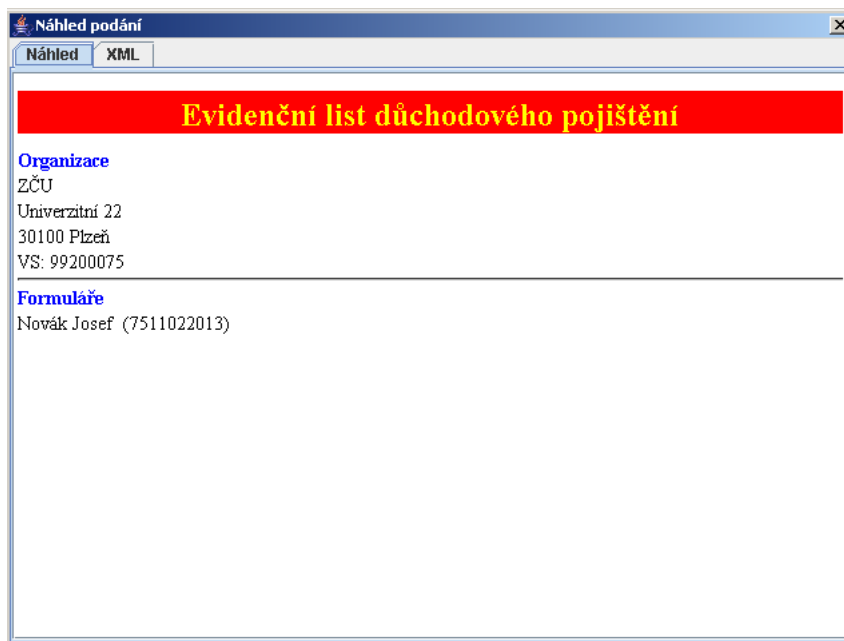 Náhled podání
Náhled XML
Evidenční list důchodového pojištění
Organizace
ZČU
Univerzitní 22
30100 Plzeň
VS: 99200075
Formuláře
Novák Josef (7511022013)